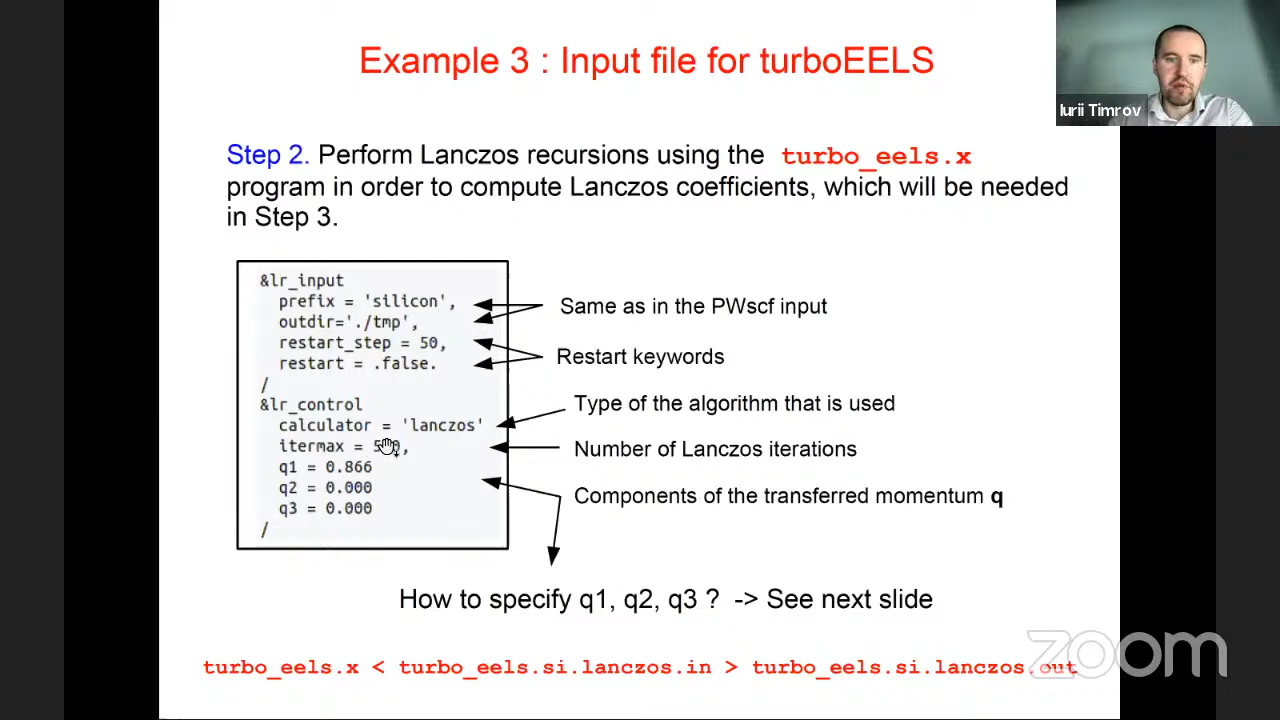 Example 3 : Input file for turboEELS
Iurii Timrov
Step 2. Perform Lanczos recursions using the turbo_eels.x
program in order to compute Lanczos coefficients, which will be needed
in Step 3.
&lr_input
prefix = 'silicon',
outdir='./tmp',
restart_step = 50,
restart = .false.
/
&lr_control
calculator = 'lanczos'
itermax =
q1 = 0.866
q2 = 0.000
q3 = 0.000
/
Same as in the PWscf input
Restart keywords
Type of the algorithm that is used
Number of Lanczos iterations
Components of the transferred momentum q
How to specify q1, q2, q3 ? -> See next slide
turbo_eels.x < turbo_eels.si.lanczos.in > turbo_eels.si.lanczos.out
zoom